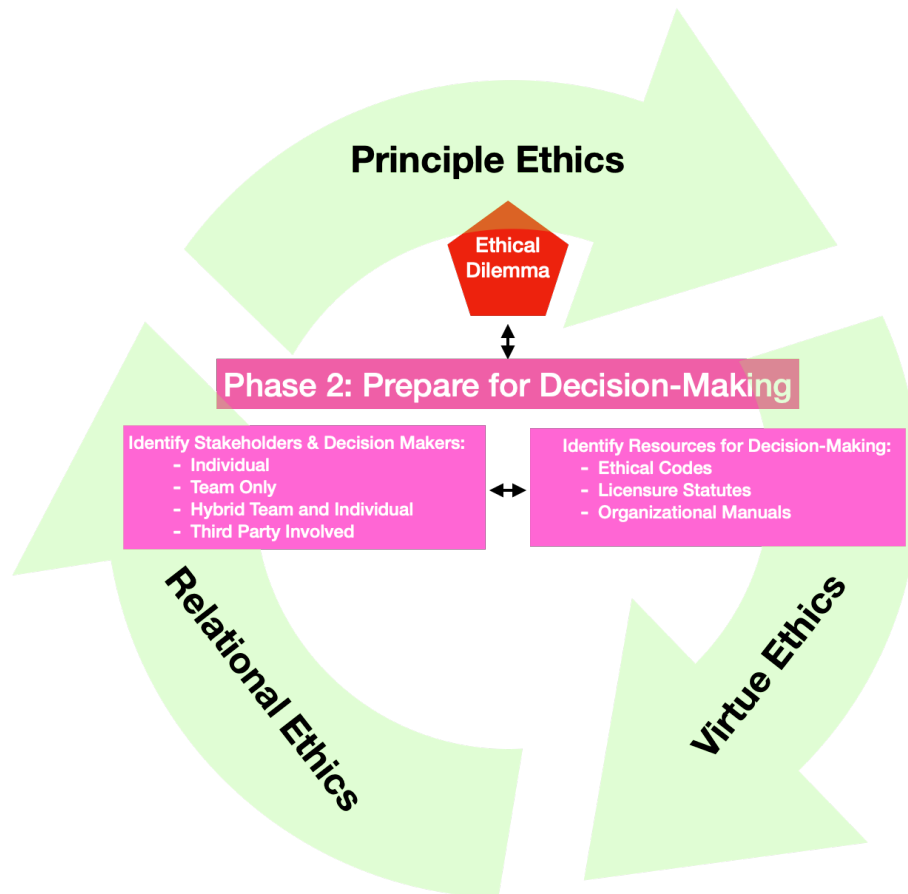 Principle Ethics
Ethical
Dilemma
Phase 2: Prepare for Decision-Making
Identify Stakeholders & Decision Makers:
- Individual
- Team Only
- Hybrid Team and Individual
- Third Party Involved
Identify Resources for Decision-Making:
- Ethical Codes
- Licensure Statutes
- Organizational Manuals
Relational Ethics
Virtue Ethics